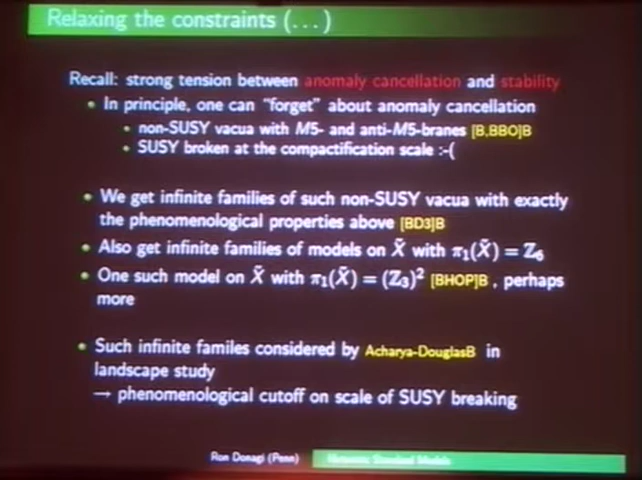 Relaxing the constraints (...)
Recall: strong tension between anomaly cancellation and stability
• In principle, one can "forget" about anomaly cancellation
• non-SUSY vacua with M5- and anti-M5-branes [B,BBO]B
• SUSY broken at the compactification scale :-(
• We get infinite families of such non-SUSY vacua with exactly
the phenomenological properties above [BD3]B
• Also get infinite families of models on X̃ with π₁(X̃) = ℤ₆
• One such model on X̃ with π₁(X̃) = (ℤ₃)² [BHOP]B , perhaps
more
• Such infinite familes considered by Acharya-DouglasB in
landscape study
→ phenomenological cutoff on scale of SUSY breaking
Ron Donagi (Penn) Standard Models